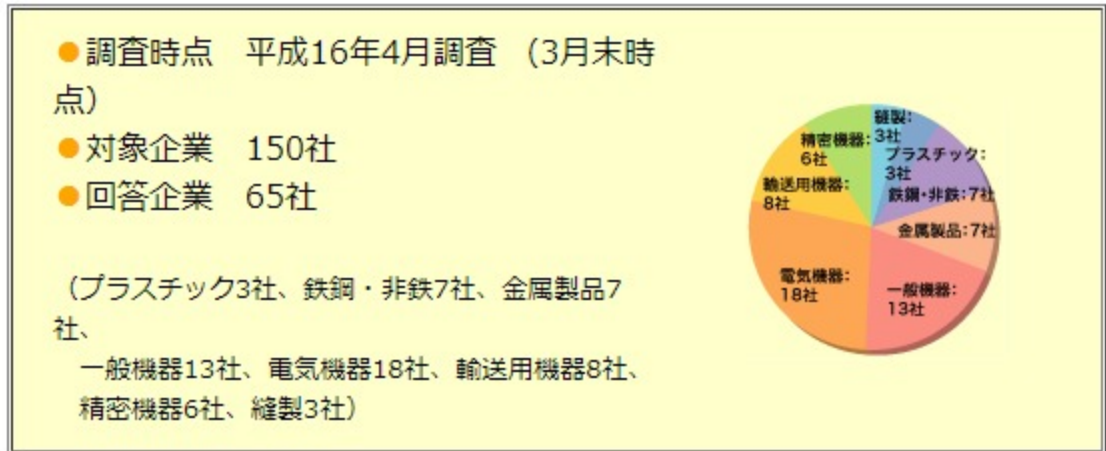 ●調査時点　平成16年4月調査　(3月末時
点)
●対象企業　150社
●回答企業　65社
（プラスチック3社、鉄鋼・非鉄7社、金属製品7
社、
一般機器13社、電気機器18社、輸送用機器8社、
精密機器6社、縫製3社）
縫製:
3社
プラスチック:
3社
鉄鋼・非鉄:7社
金属製品:7社
一般機器:
13社
電気機器:
18社
輸送用機器:
8社
精密機器:
6社